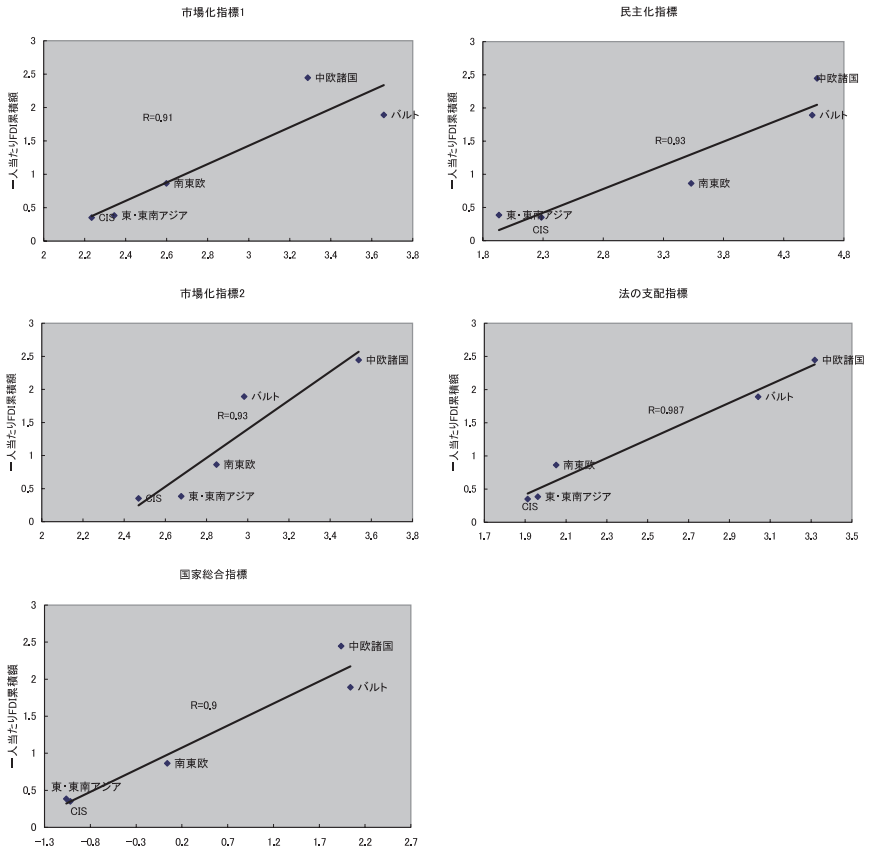 市場化指標1
一人当たりFDI累積額
3
2.5
2
1.5
1
0.5
0
R=0.91
中欧諸国
バルト
南東欧
CIS
東・東南アジア
2 2.2 2.4 2.6 2.8 3 3.2 3.4 3.6 3.8
民主化指標
一人当たりFDI累積額
3
2.5
2
1.5
1
0.5
0
中欧諸国
バルト
R=0.93
南東欧
東・東南アジア
CIS
1.8 2.3 2.8 3.3 3.8 4.3 4.8
市場化指標2
一人当たりFDI累積額
3
2.5
2
1.5
1
0.5
0
中欧諸国
バルト
R=0.93
南東欧
CIS
東・東南アジア
2 2.2 2.4 2.6 2.8 3 3.2 3.4 3.6 3.8
法の支配指標
一人当たりFDI累積額
3
2.5
2
1.5
1
0.5
0
中欧諸国
バルト
R=0.987
南東欧
東・東南アジア
CIS
1.7 1.9 2.1 2.3 2.5 2.7 2.9 3.1 3.3 3.5
国家総合指標
一人当たりFDI累積額
3
2.5
2
1.5
1
0.5
0
中欧諸国
バルト
R=0.9
南東欧
東・東南アジア
CIS
−1.3 −0.8 −0.3 0.2 0.7 1.2 1.7 2.2 2.7